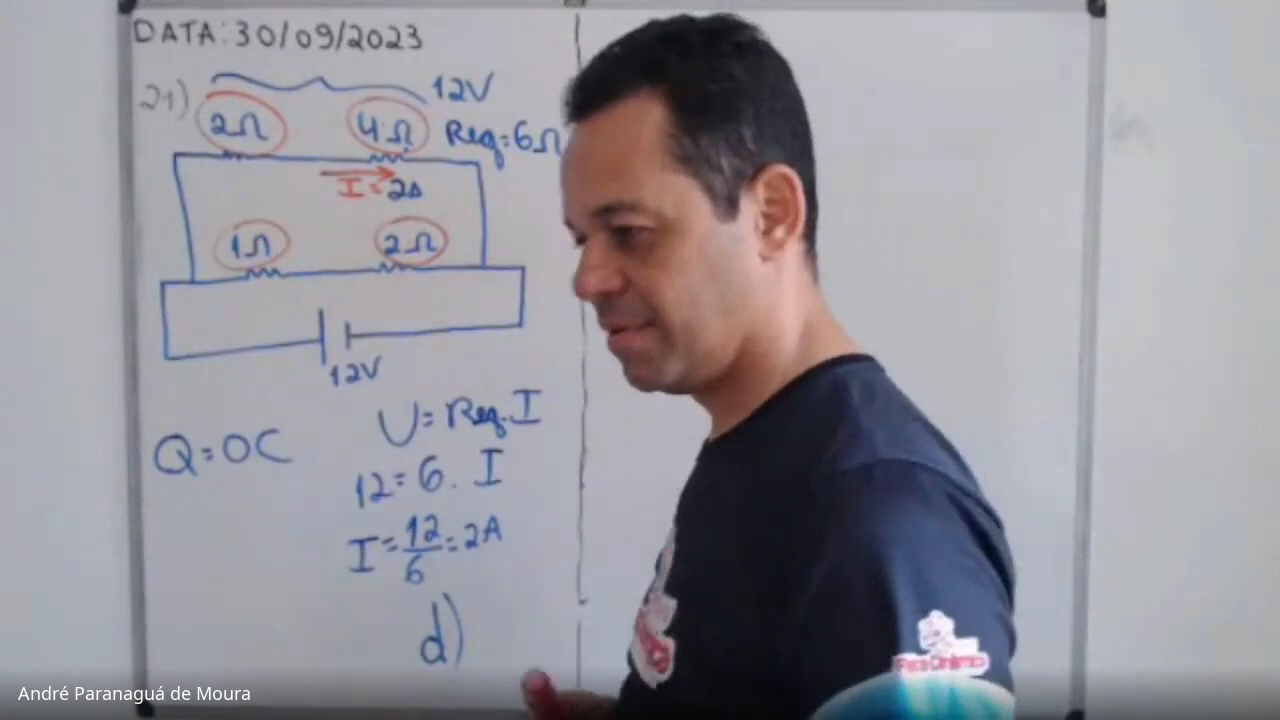 DATA: 30/09/2023
21)
12V
2Ω 4Ω Req=6Ω
I=2A
1Ω 2Ω
12V
U=Req.I
Q=0C
12=6.I
I=12/6=2A
d)
André Paranaguá de Moura